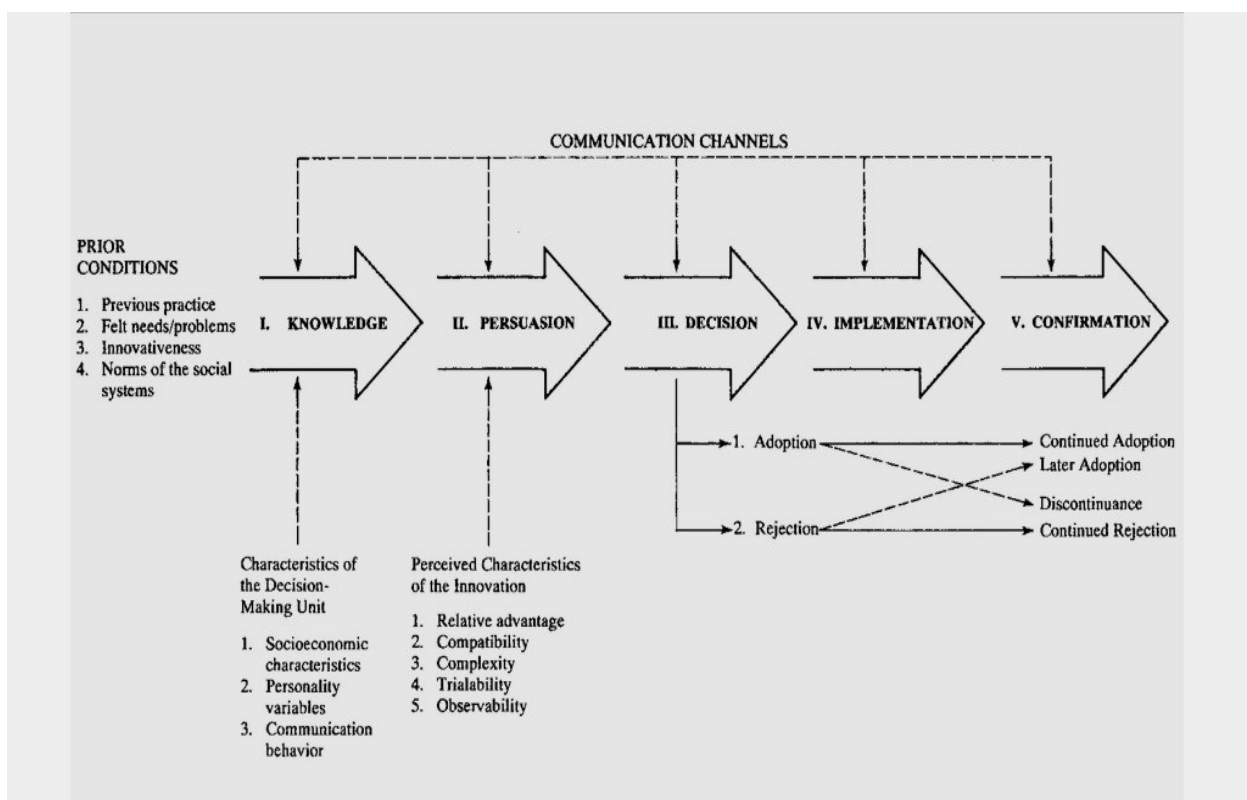 COMMUNICATION CHANNELS
PRIOR
CONDITIONS
1. Previous practice
2. Felt needs/problems
3. Innovativeness
4. Norms of the social
systems
I. KNOWLEDGE
II. PERSUASION
III. DECISION
IV. IMPLEMENTATION
V. CONFIRMATION
1. Adoption
2. Rejection
Continued Adoption
Later Adoption
Discontinuance
Continued Rejection
Characteristics of
the Decision-
Making Unit
1. Socioeconomic
characteristics
2. Personality
variables
3. Communication
behavior
Perceived Characteristics
of the Innovation
1. Relative advantage
2. Compatibility
3. Complexity
4. Trialability
5. Observability